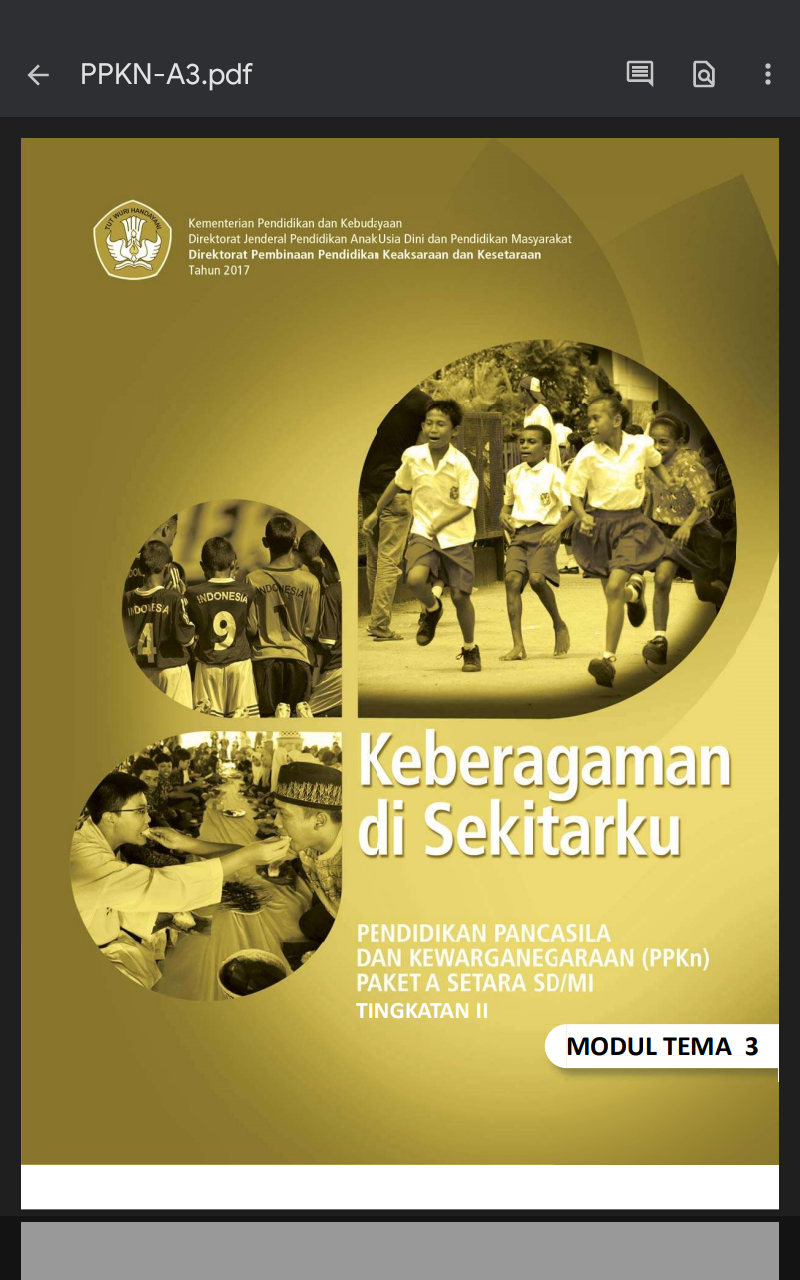 PPKN-A3.pdf
TUT WURI HANDAYANI
Kementerian Pendidikan dan Kebudayaan
Direktorat Jenderal Pendidikan Anak Usia Dini dan Pendidikan Masyarakat
Direktorat Pembinaan Pendidikan Keaksaraan dan Kesetaraan
Tahun 2017
INDONESIA
4
INDONESIA
9
INDONESIA
Keberagaman
di Sekitarku
PENDIDIKAN PANCASILA
DAN KEWARGANEGARAAN (PPKn)
PAKET A SETARA SD/MI
TINGKATAN II
MODUL TEMA 3